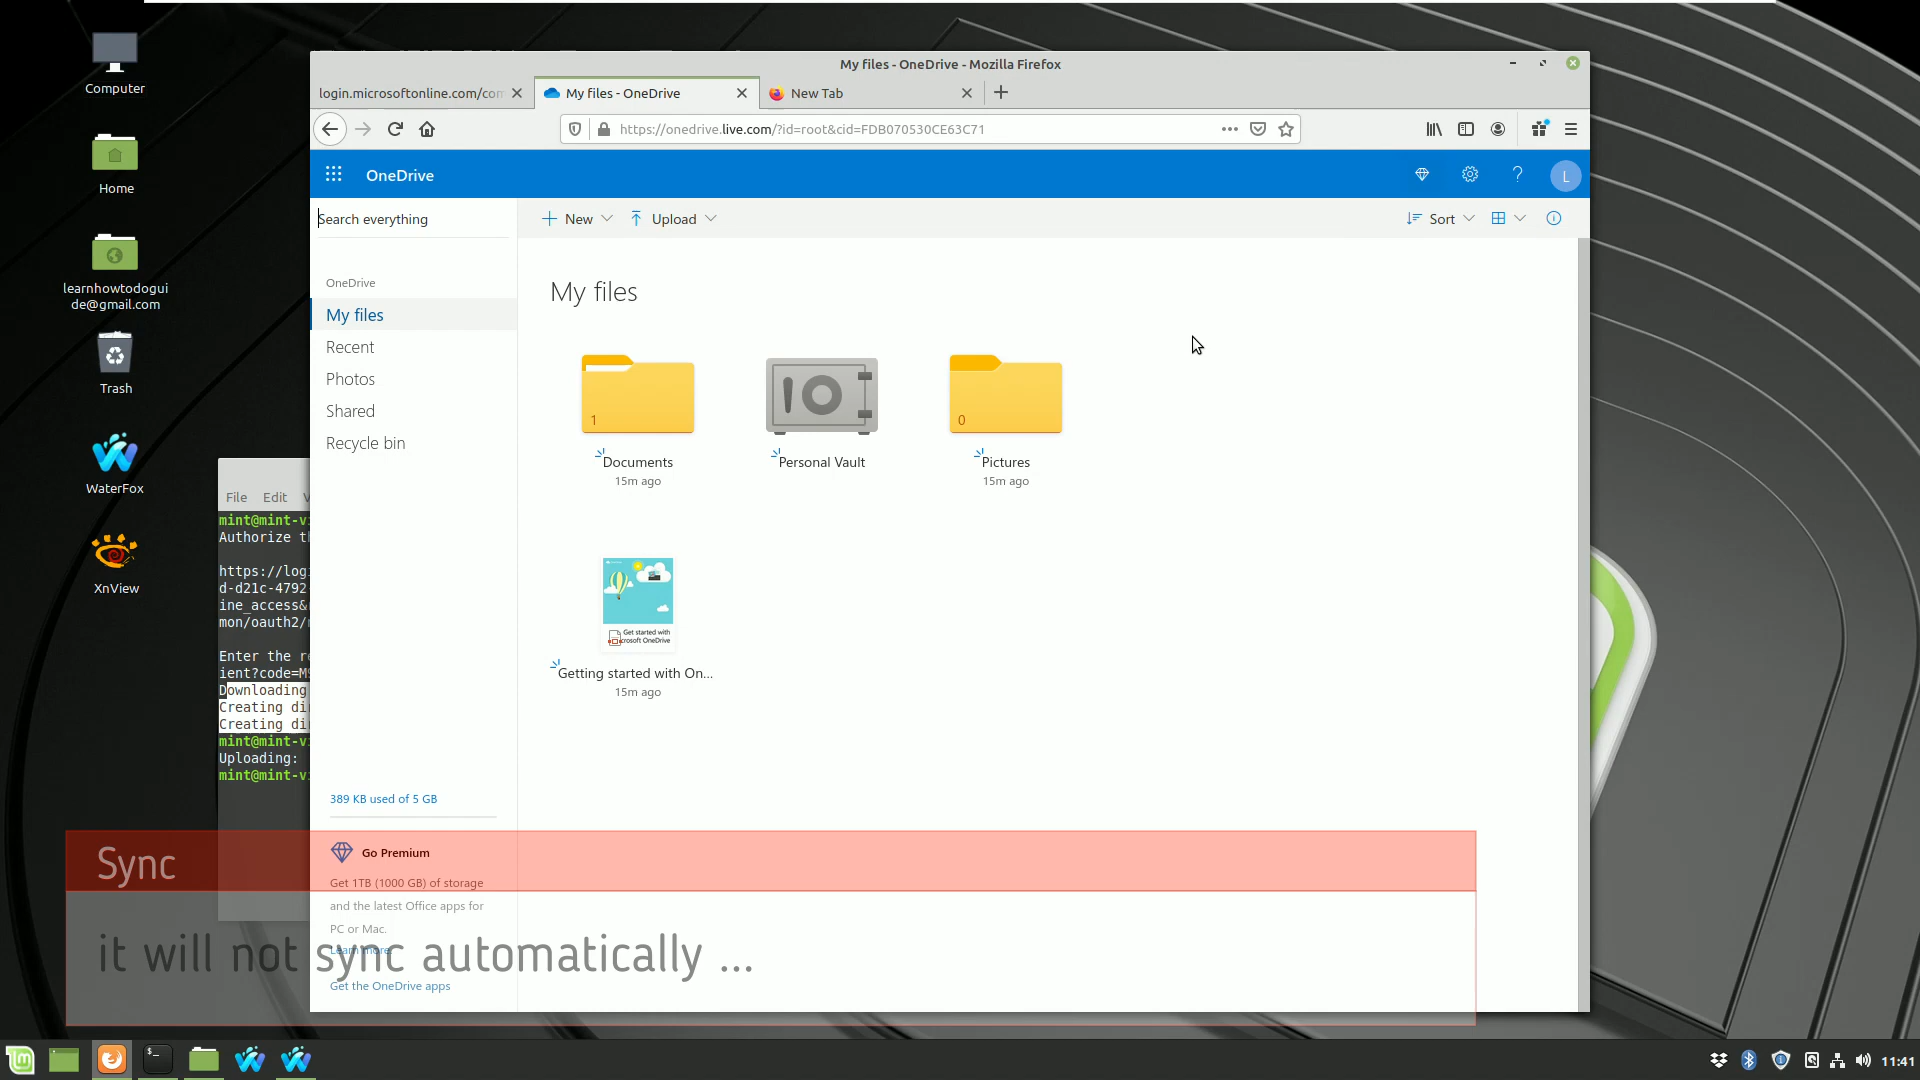 Computer
Home
learnhowtodogui
de@gmail.com
Trash
WaterFox
XnView
My files - OneDrive - Mozilla Firefox
login.microsoftonline.com/com
My files - OneDrive
New Tab
https://onedrive.live.com/?id=root&cid=FDB070530CE63C71
OneDrive
L
Search everything
New
Upload
Sort
OneDrive
My files
Recent
Photos
Shared
Recycle bin
My files
1
Documents
15m ago
Personal Vault
0
Pictures
15m ago
Get started with
Getting started with On...
15m ago
File Edit
mint@mint-v
Authorize th
https://logi
d-d21c-4792-
ine_access&
mon/oauth2/
Enter the re
ient?code=M
Downloading
Creating di
Creating di
mint@mint-v
Uploading:
mint@mint-v
389 KB used of 5 GB
Go Premium
Get 1TB (1000 GB) of storage
and the latest Office apps for
PC or Mac.
Learn more.
Get the OneDrive apps
Sync
it will not sync automatically ...
11:41